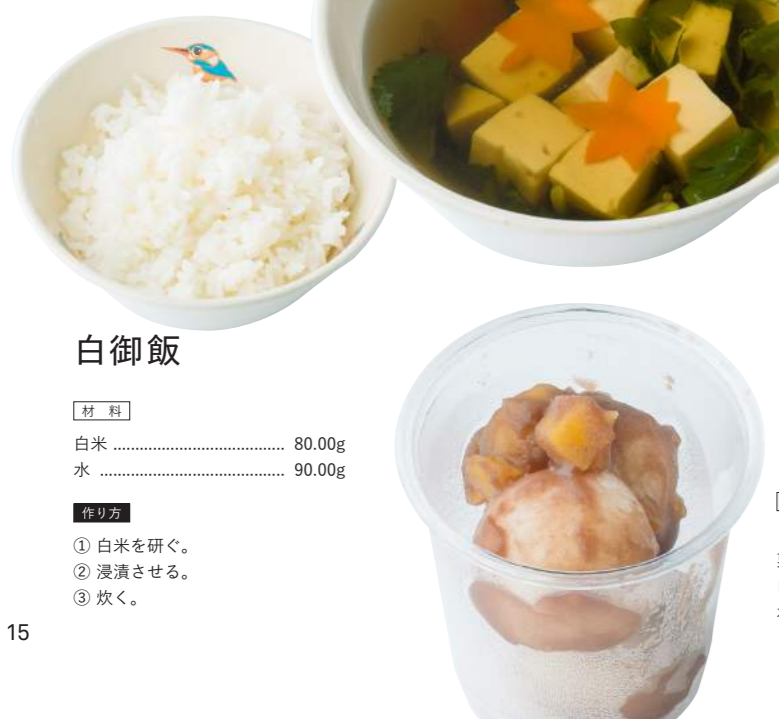 白御飯
材 料
白米 ........................................ 80.00g
水 ........................................... 90.00g
作り方
① 白米を研ぐ。
② 浸漬させる。
③ 炊く。
15